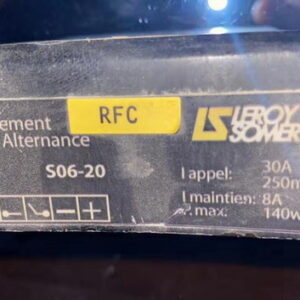 RFC
LEROY
SOMER
ement
Alternance
S06-20
I appel: 30A
250m
I maintien: 8A
P. max: 140w
- +